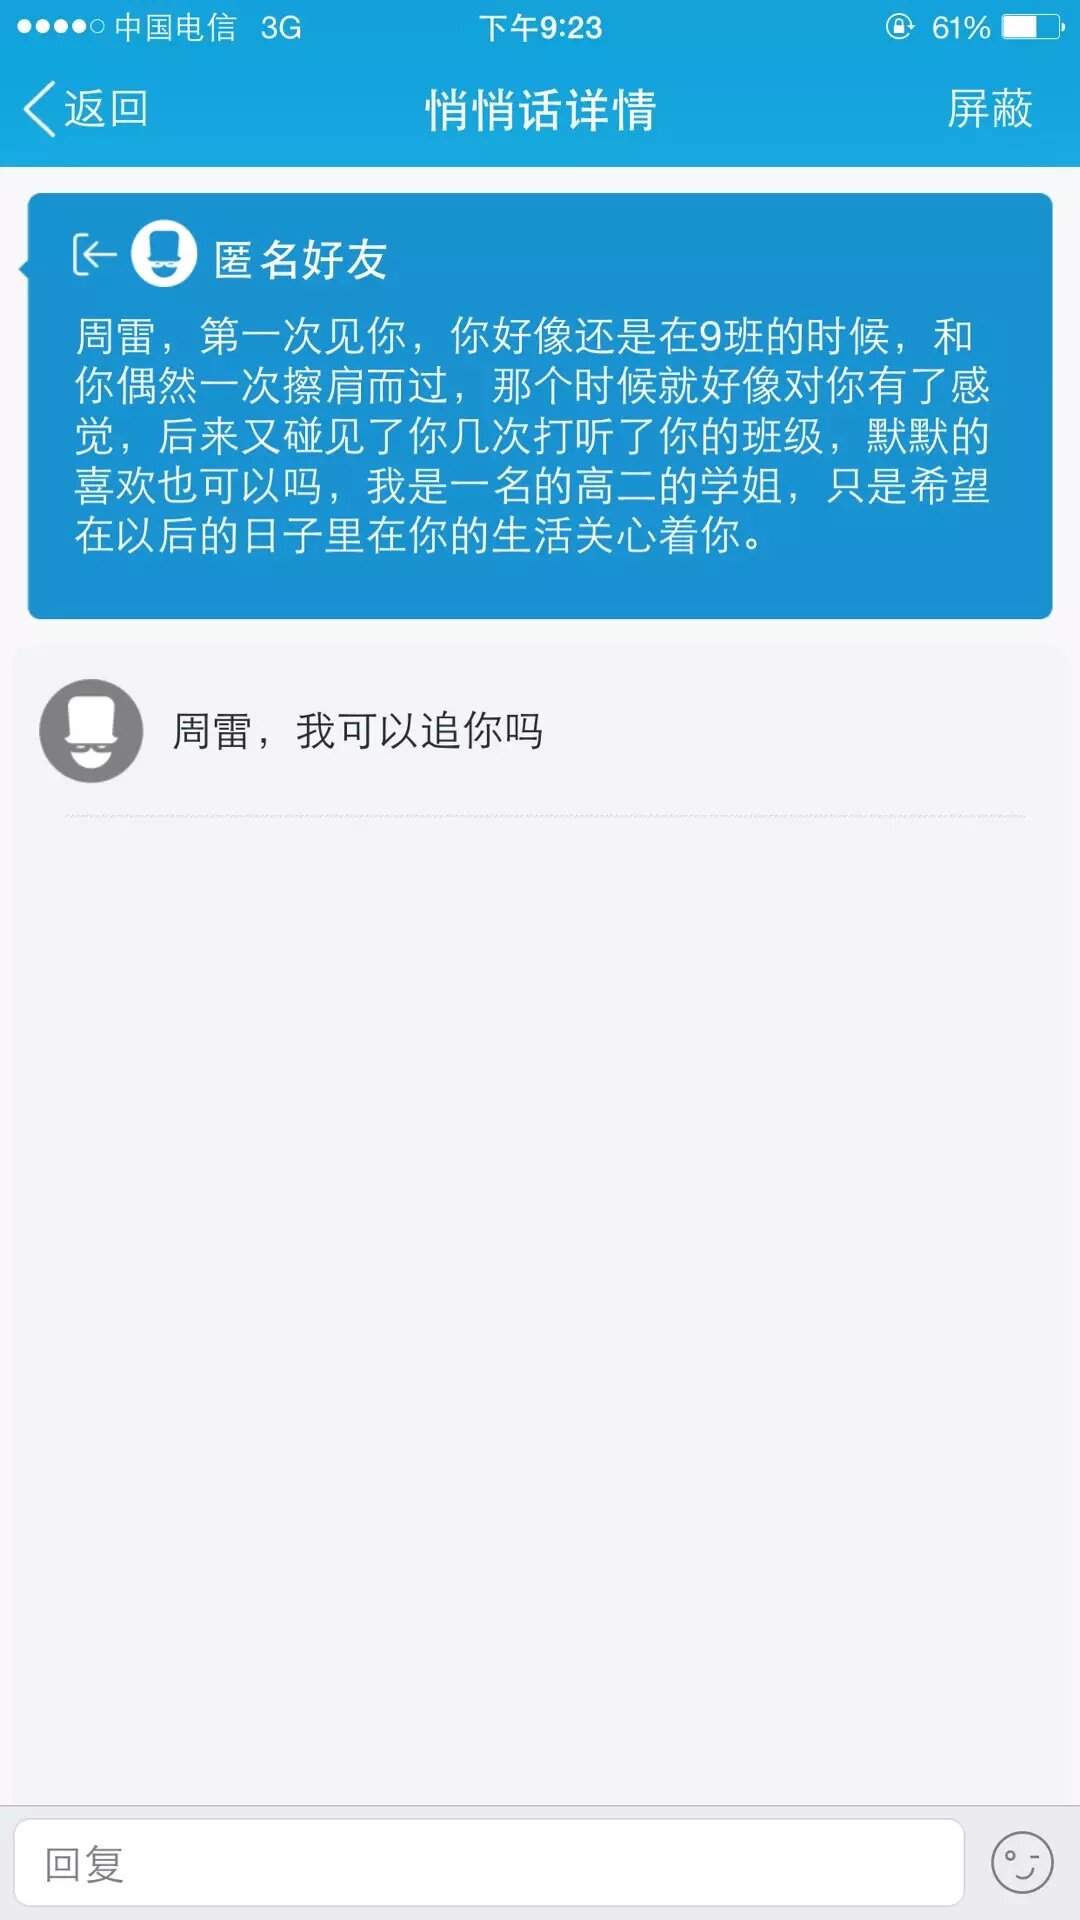 中国电信 3G 下午9:23 61%
返回 悄悄话详情 屏蔽
匿名好友
周雷，第一次见你，你好像还是在9班的时候，和
你偶然一次擦肩而过，那个时候就好像对你有了感
觉，后来又碰见了你几次打听了你的班级，默默的
喜欢也可以吗，我是一名的高二的学姐，只是希望
在以后的日子里在你的生活关心着你。
周雷，我可以追你吗
回复